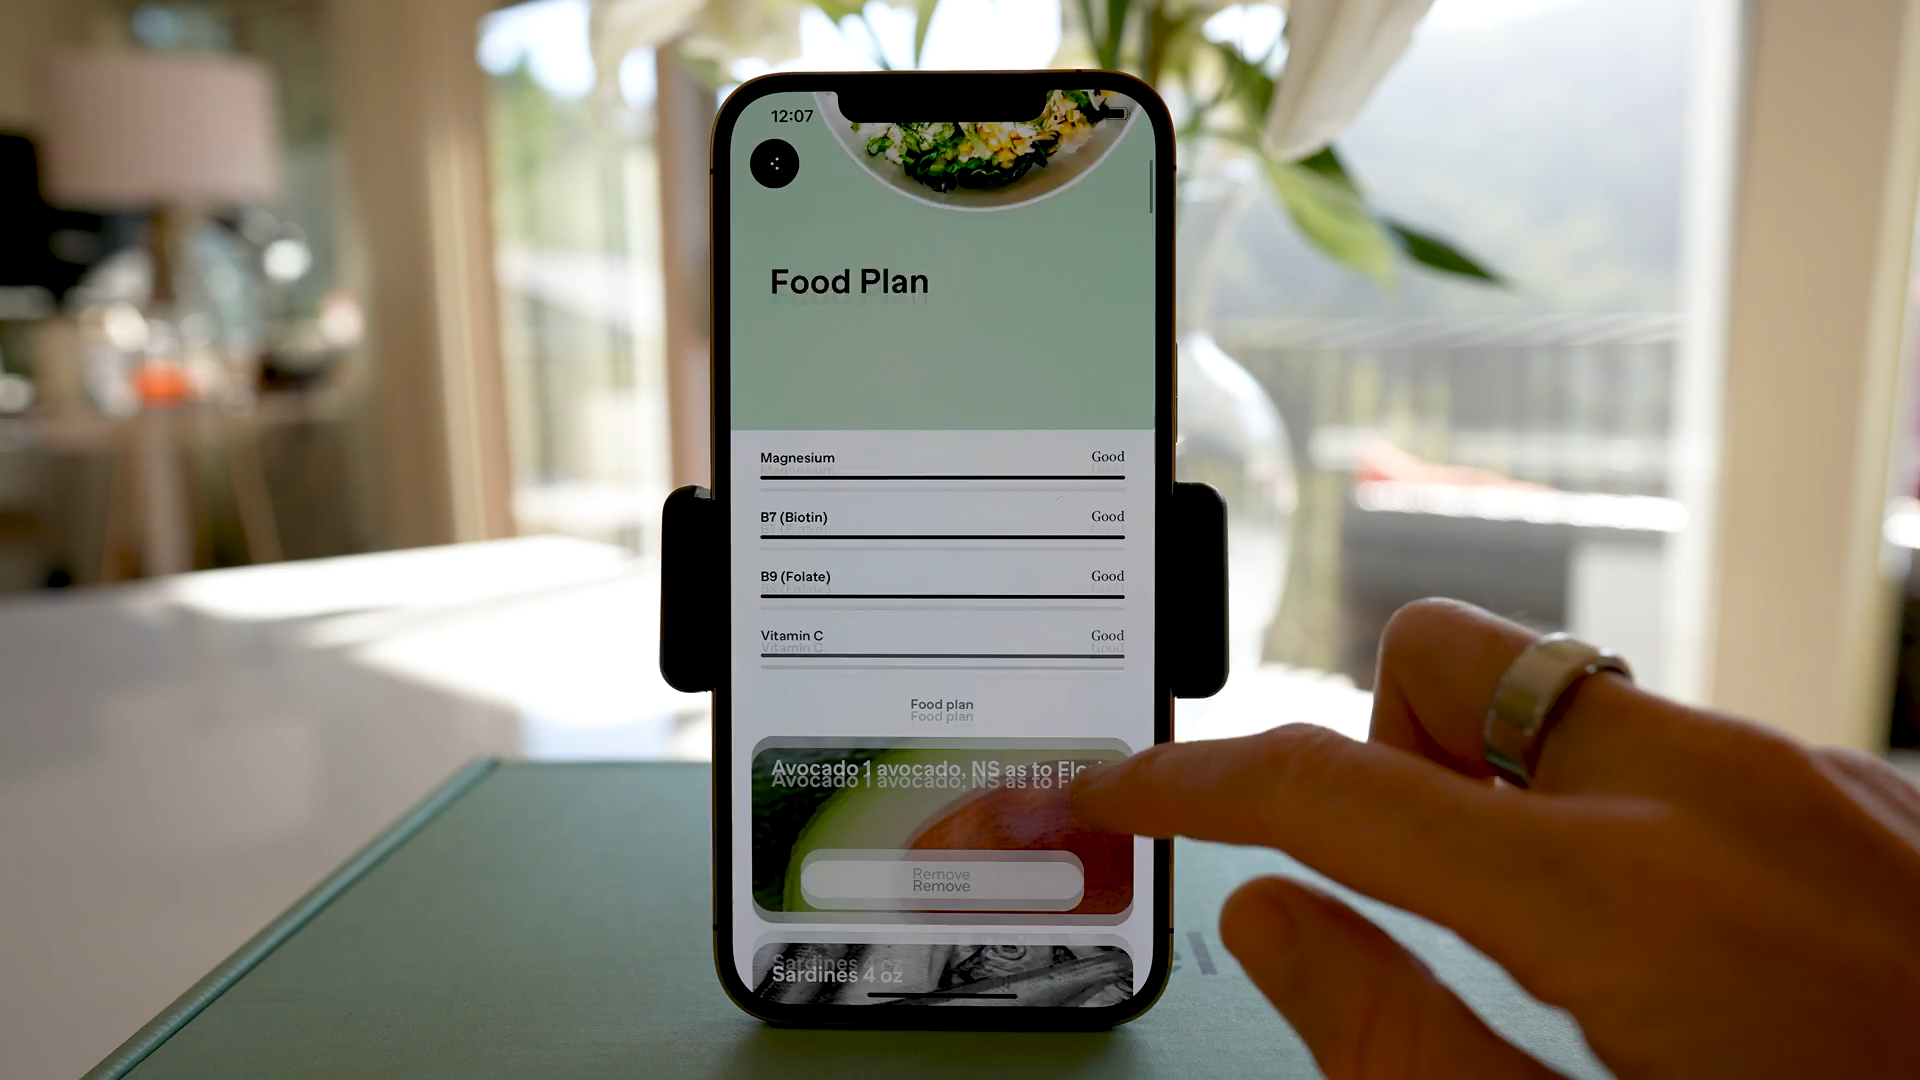 12:07
Food Plan
Magnesium Good
B7 (Biotin) Good
B9 (Folate) Good
Vitamin C Good
Food plan
Avocado 1 avocado, NS as to
Remove
Sardines 4 oz